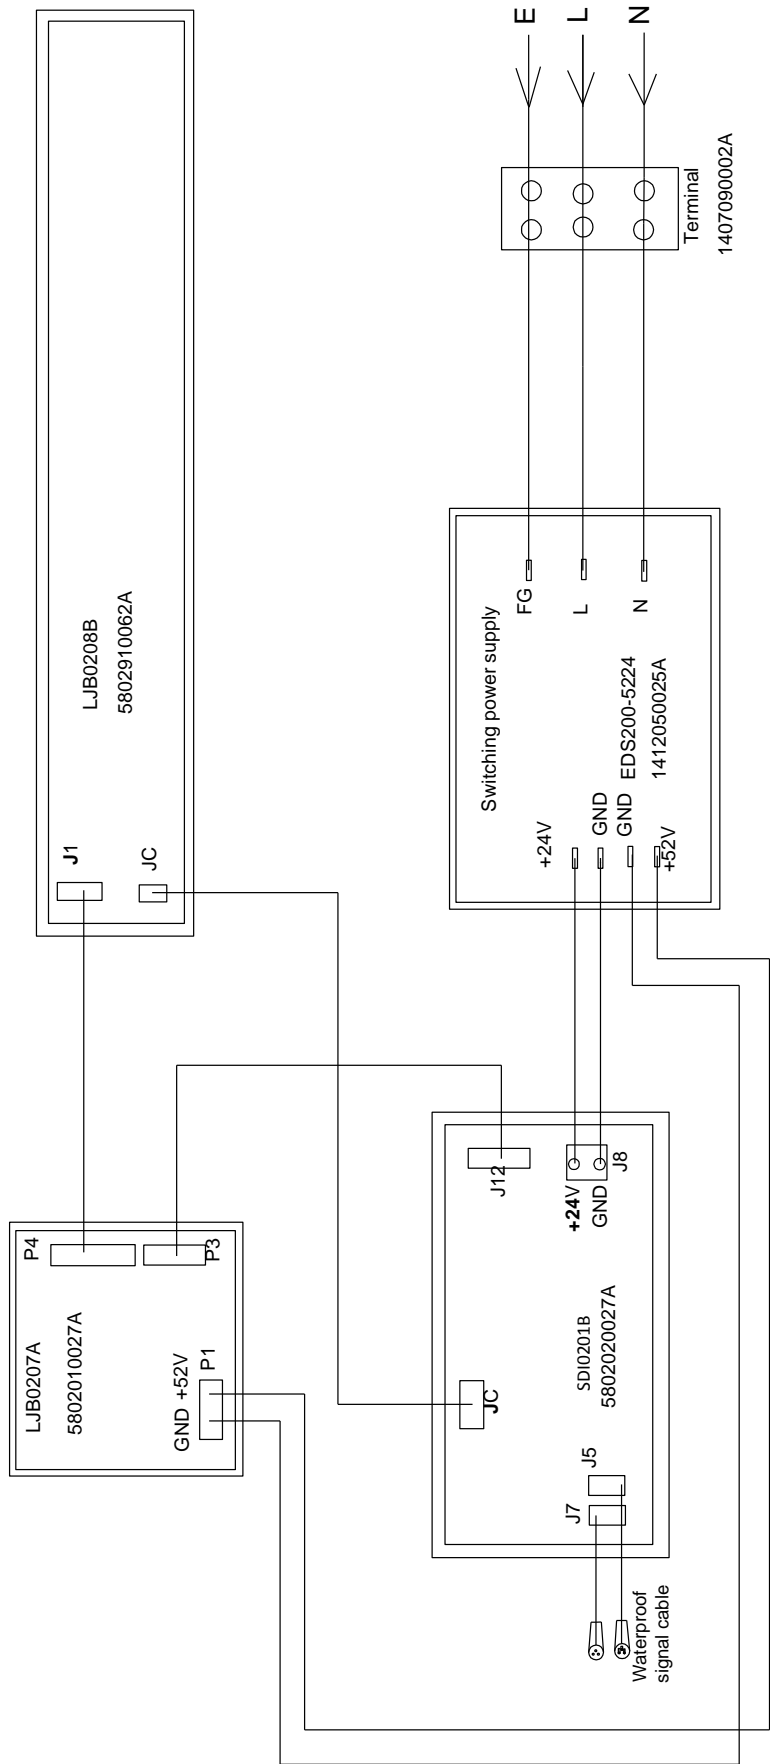 E
L
N
Terminal
1407090002A
LJB0208B
5802910062A
J1
JC
Switching power supply
FG
L
N
EDS200-5224
1412050025A
+24V
GND
GND
+52V
LJB0207A
5802010027A
P4
P3
GND +52V
P1
J12
+24V
GND
J8
JC
SDI0201B
5802020027A
J5
J7
Waterproof
signal cable